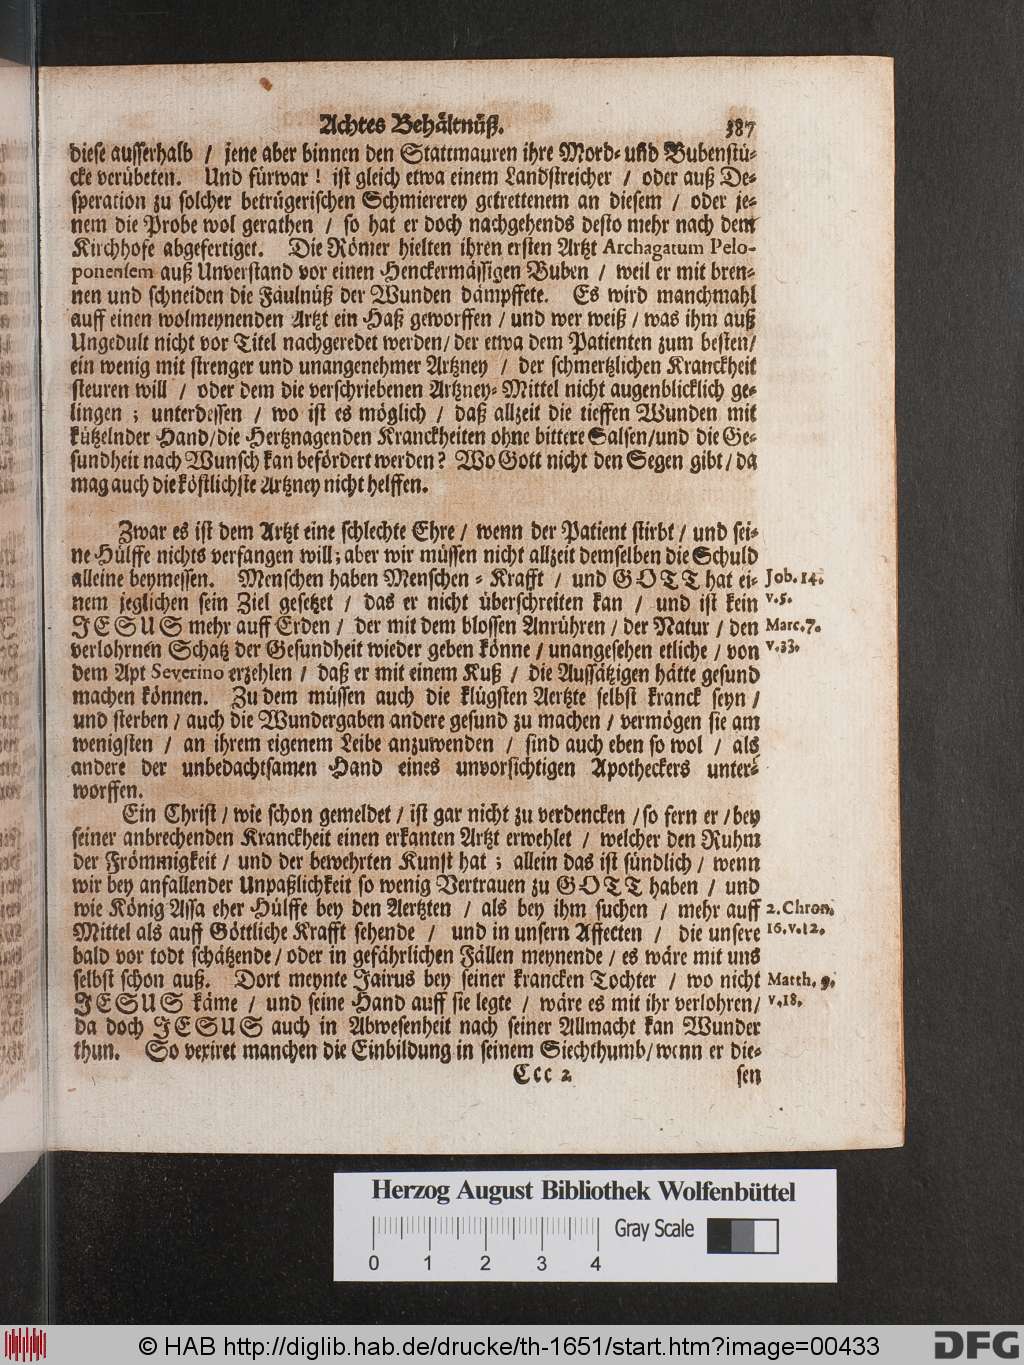 Achtes Behältnüß. 387
diese ausserhalb / jene aber binnen den Stattmauren ihre Mord- und Bubenstü-
cke verübeten. Und fürwar! ist gleich etwa einem Landstreicher / oder auß De-
speration zu solcher betrügerischen Schmiererey getrettenem an diesem / oder je-
nem die Probe wol gerathen / so hat er doch nachgehends desto mehr nach dem
Kirchhofe abgefertiget. Die Römer hielten ihren ersten Artzt Archagatum Pelo-
ponensem auß Unverstand vor einen Henckermässigen Buben / weil er mit bren-
nen und schneiden die Fäulnüß der Wunden dämpffete. Es wird manchmahl
auff einen wolmeynenden Artzt ein Haß geworffen / und wer weiß / was ihm auß
Ungedult nicht vor Titel nachgeredet werden / der etwa dem Patienten zum besten /
ein wenig mit strenger und unangenehmer Artzney / der schmertzlichen Kranckheit
steuren will / oder dem die verschriebenen Artzney-Mittel nicht augenblicklich ge-
lingen ; unterdessen / wo ist es möglich / daß allzeit die tieffen Wunden mit
kützelnder Hand / die Hertznagenden Kranckheiten ohne bittere Salsen / und die Ge-
sundheit nach Wunsch kan befördert werden? Wo Gott nicht den Segen gibt / da
mag auch die köstlichste Artzney nicht helffen.
Zwar es ist dem Artzt eine schlechte Ehre / wenn der Patient stirbt / und sei-
ne Hülffe nichts verfangen will ; aber wir müssen nicht allzeit demselben die Schuld
alleine beymessen. Menschen haben Menschen-Krafft / und GOTT hat ei- Job. 14.
nem jeglichen sein Ziel gesetzet / das er nicht überschreiten kan / und ist kein v. 5.
JESUS mehr auff Erden / der mit dem blossen Anrühren / der Natur / den Marc. 7.
verlohrnen Schatz der Gesundheit wieder geben könne / unangesehen etliche / von v. 33.
dem Apt Severino erzehlen / daß er mit einem Kuß / die Aussätzigen hätte gesund
machen können. Zu dem müssen auch die klügsten Aertzte selbst kranck seyn /
und sterben / auch die Wundergaben andere gesund zu machen / vermögen sie am
wenigsten / an ihrem eigenem Leibe anzuwenden / sind auch eben so wol / als
andere der unbedachtsamen Hand eines unvorsichtigen Apotheckers unter-
worffen.
Ein Christ / wie schon gemeldet / ist gar nicht zu verdencken / so fern er / bey
seiner anbrechenden Kranckheit einen erkanten Artzt erwehlet / welcher den Ruhm
der Frömmigkeit / und der bewehrten Kunst hat ; allein das ist sündlich / wenn
wir bey anfallender Unpaßlichkeit so wenig Vertrauen zu GOTT haben / und
wie König Assa eher Hülffe bey den Aertzten / als bey ihm suchen / mehr auff 2. Chron.
Mittel als auff Göttliche Krafft sehende / und in unsern Affecten / die unsere 16. v. 12.
bald vor todt schätzende / oder in gefährlichen Fällen meynende / es wäre mit uns
selbst schon auß. Dort meynte Jairus bey seiner krancken Tochter / wo nicht Matth. 9.
JESUS käme / und seine Hand auff sie legte / wäre es mit ihr verlohren / v. 18.
da doch JESUS auch in Abwesenheit nach seiner Allmacht kan Wunder
thun. So vexiret manchen die Einbildung in seinem Siechthumb / wenn er die-
Ccc 2 sen
Herzog August Bibliothek Wolfenbüttel
Gray Scale
0 1 2 3 4
© HAB http://diglib.hab.de/drucke/th-1651/start.htm?image=00433 DFG